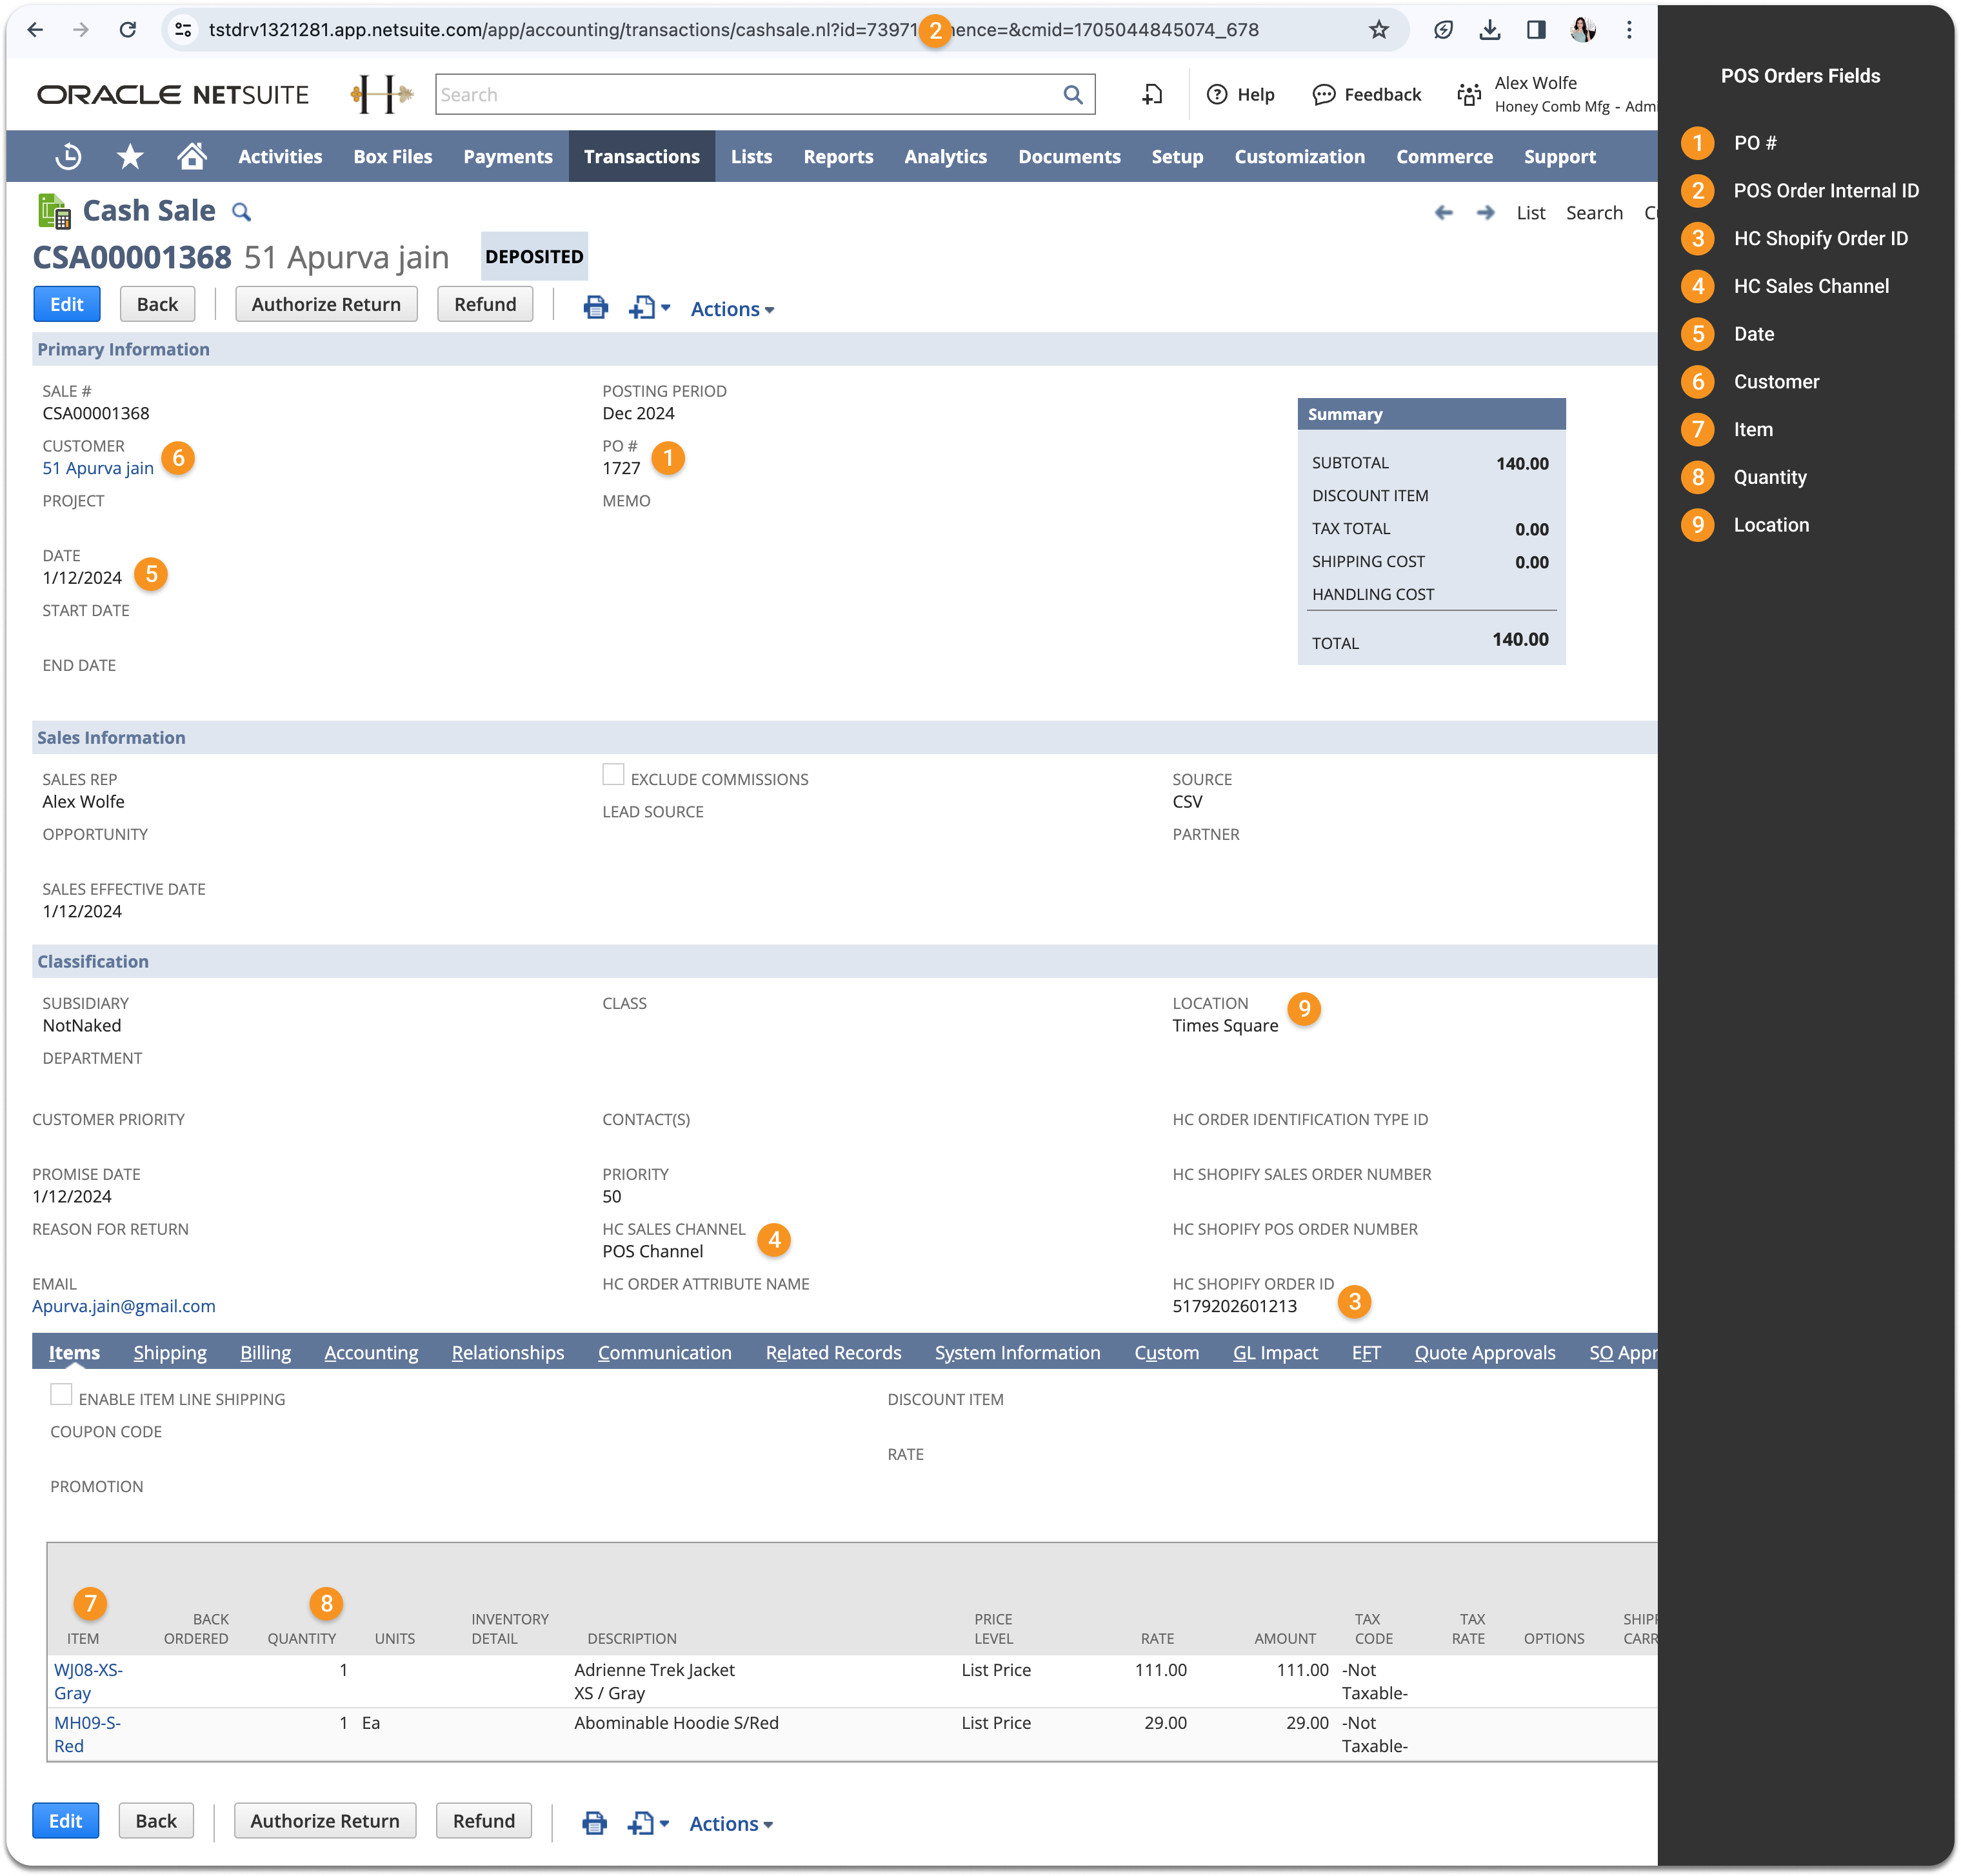 tstdrv1321281.app.netsuite.com/app/accounting/transactions/cashsale.nl?id=73971 2 ence=&cmid=1705044845074_678
ORACLE NETSUITE
H
Search
Help
Feedback
Alex Wolfe
Honey Comb Mfg - Admi
Activities
Box Files
Payments
Transactions
Lists
Reports
Analytics
Documents
Setup
Customization
Commerce
Support
Cash Sale
List
Search
CSA00001368 51 Apurva jain
DEPOSITED
Edit
Back
Authorize Return
Refund
Actions
Primary Information
SALE #
CSA00001368
CUSTOMER
51 Apurva jain
6
PROJECT
DATE
1/12/2024
5
START DATE
END DATE
POSTING PERIOD
Dec 2024
PO #
1727
1
MEMO
Summary
SUBTOTAL 140.00
DISCOUNT ITEM
TAX TOTAL 0.00
SHIPPING COST 0.00
HANDLING COST
TOTAL 140.00
Sales Information
SALES REP
Alex Wolfe
OPPORTUNITY
SALES EFFECTIVE DATE
1/12/2024
EXCLUDE COMMISSIONS
LEAD SOURCE
SOURCE
CSV
PARTNER
Classification
SUBSIDIARY
NotNaked
DEPARTMENT
CLASS
LOCATION
Times Square
9
CUSTOMER PRIORITY
PROMISE DATE
1/12/2024
REASON FOR RETURN
EMAIL
Apurva.jain@gmail.com
CONTACT(S)
PRIORITY
50
HC SALES CHANNEL
POS Channel
4
HC ORDER ATTRIBUTE NAME
HC ORDER IDENTIFICATION TYPE ID
HC SHOPIFY SALES ORDER NUMBER
HC SHOPIFY POS ORDER NUMBER
HC SHOPIFY ORDER ID
5179202601213
3
Items
Shipping
Billing
Accounting
Relationships
Communication
Related Records
System Information
Custom
GL Impact
EFT
Quote Approvals
SO Appr
ENABLE ITEM LINE SHIPPING
COUPON CODE
PROMOTION
DISCOUNT ITEM
RATE
7
8
ITEM
BACK
ORDERED
QUANTITY
UNITS
INVENTORY
DETAIL
DESCRIPTION
PRICE
LEVEL
RATE
AMOUNT
TAX
CODE
TAX
RATE
OPTIONS
SHIPP
CARR
WJ08-XS- 1 Adrienne Trek Jacket List Price 111.00 111.00 -Not
Gray XS / Gray Taxable-
MH09-S- 1 Ea Abominable Hoodie S/Red List Price 29.00 29.00 -Not
Red Taxable-
Edit
Back
Authorize Return
Refund
Actions
POS Orders Fields
1 PO #
2 POS Order Internal ID
3 HC Shopify Order ID
4 HC Sales Channel
5 Date
6 Customer
7 Item
8 Quantity
9 Location